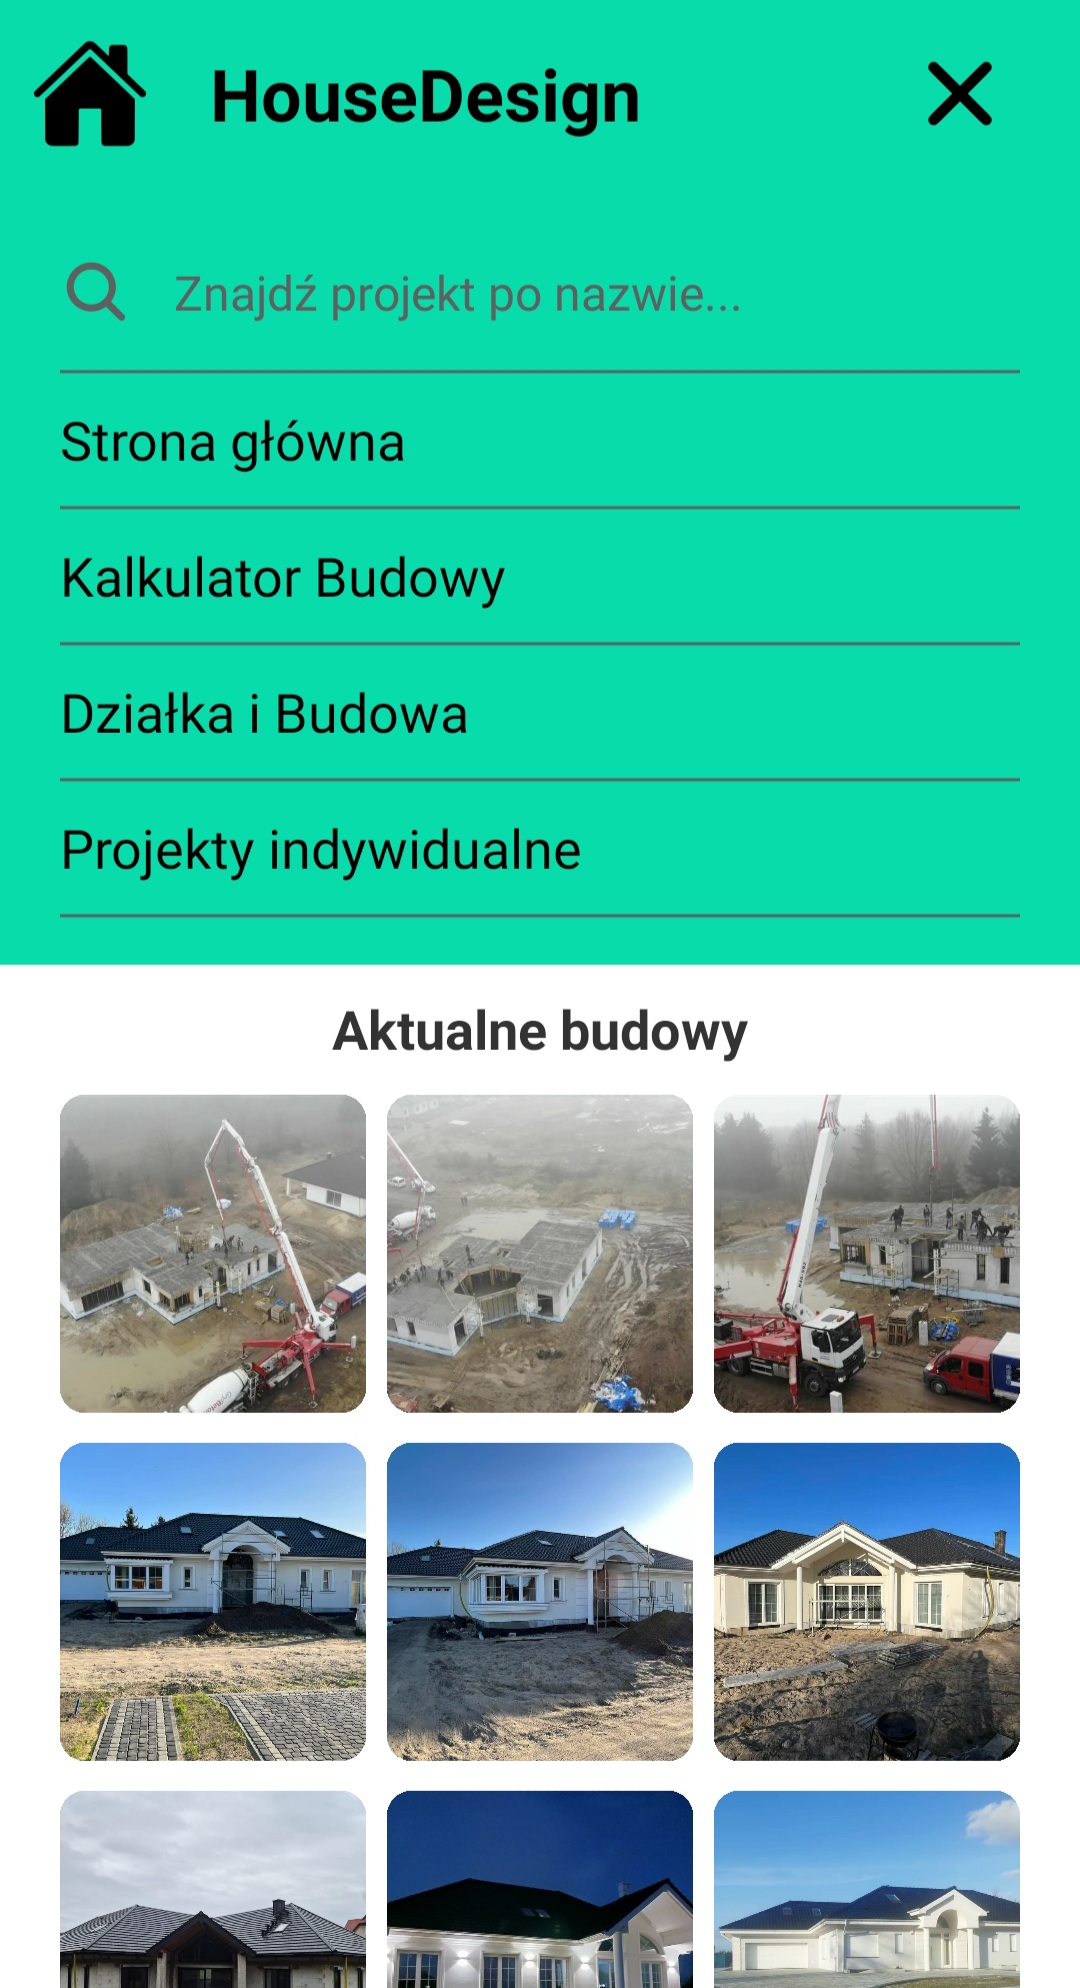 HouseDesign
Znajdź projekt po nazwie...
Strona główna
Kalkulator Budowy
Działka i Budowa
Projekty indywidualne
Aktualne budowy